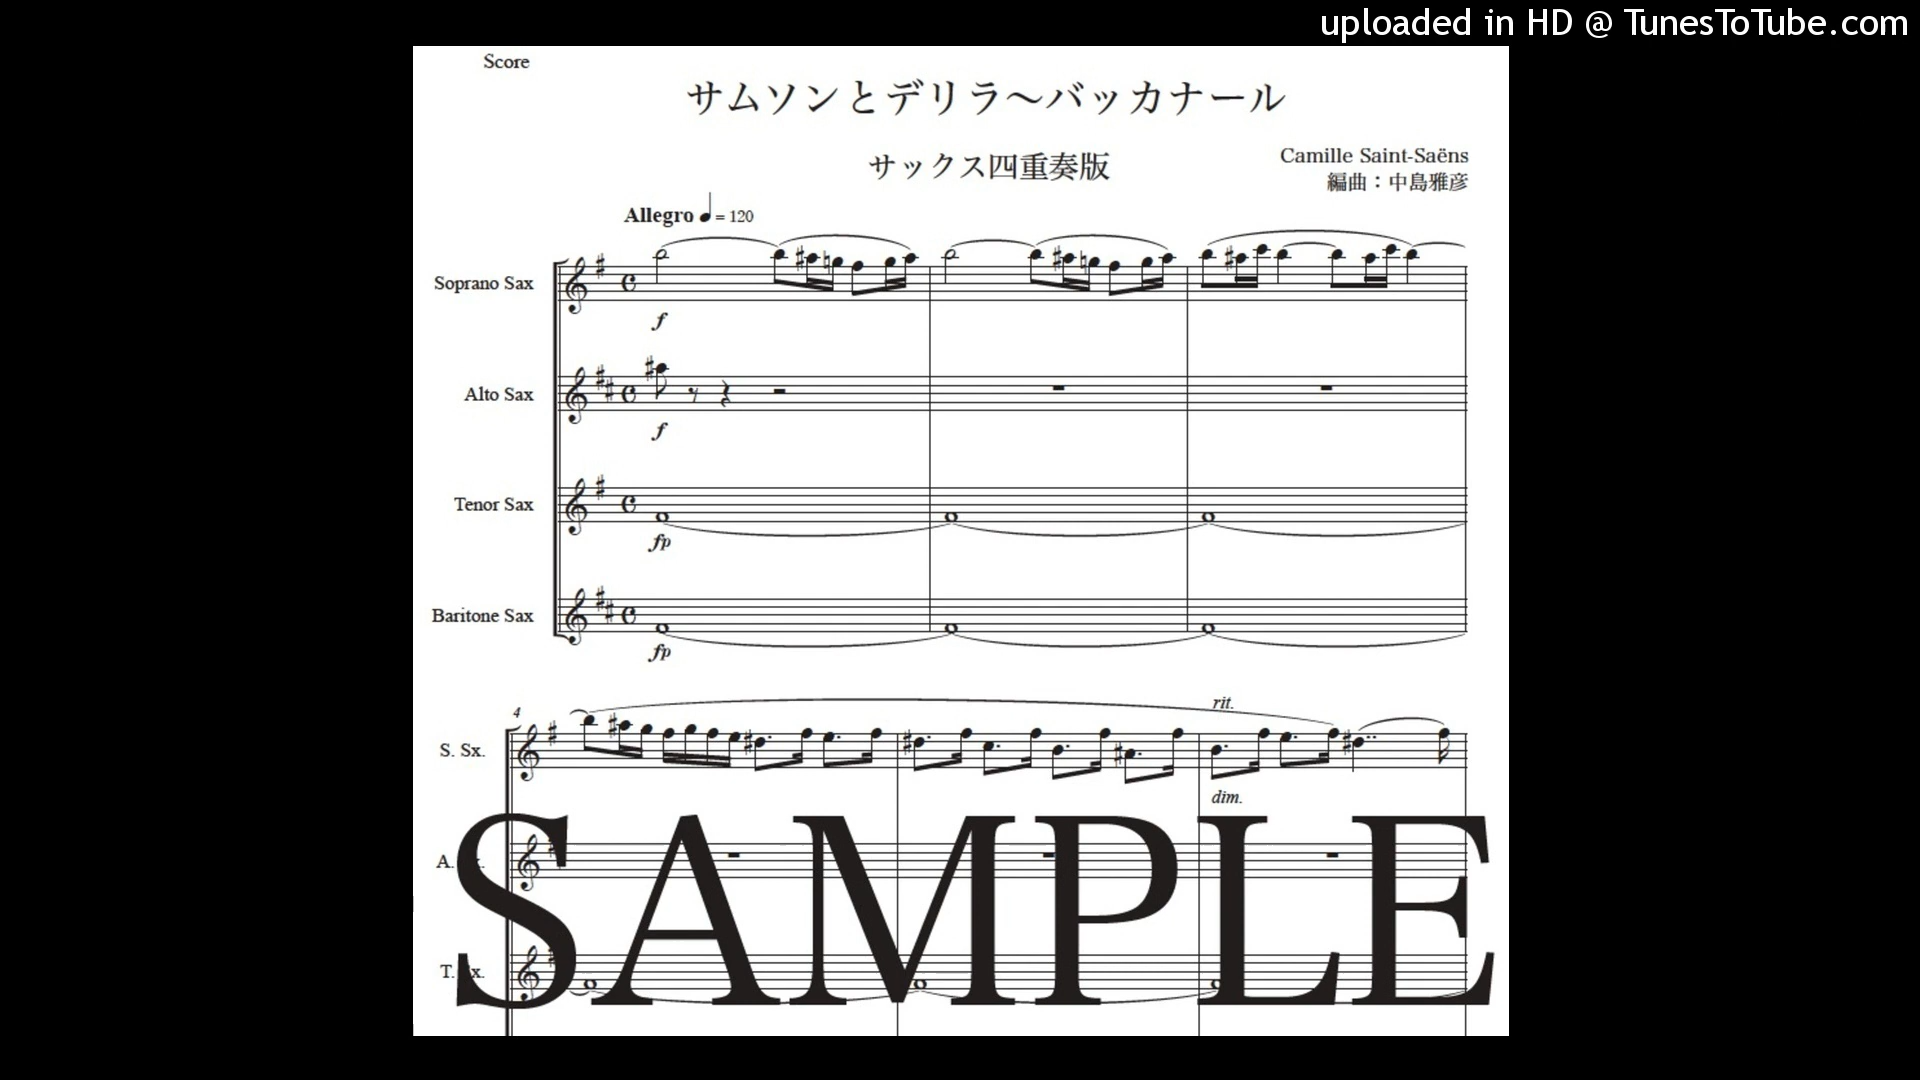 uploaded in HD @ TunesToTube.com
Score
サムソンとデリラ～バッカナール
サックス四重奏版
Camille Saint-Saëns
編曲：中島雅彦
Allegro ♩= 120
Soprano Sax
f
Alto Sax
f
Tenor Sax
fp
Baritone Sax
fp
4
rit.
S. Sx.
dim.
SAMPLE